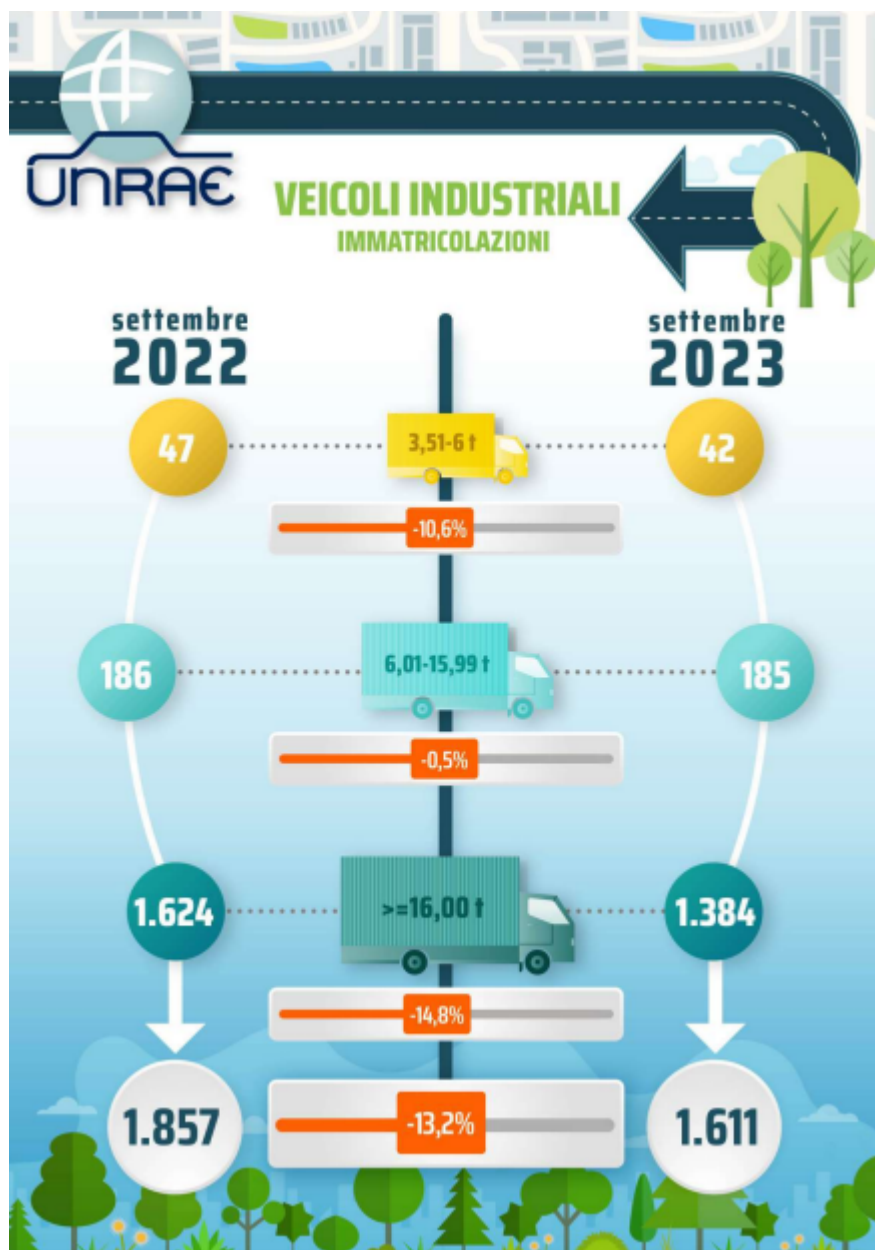 UNRAE
VEICOLI INDUSTRIALI
IMMATRICOLAZIONI
settembre
2022
settembre
2023
47
3,51-6 t
42
-10,6%
186
6,01-15,99 t
185
-0,5%
1.624
>=16,00 t
1.384
-14,8%
1.857
-13,2%
1.611